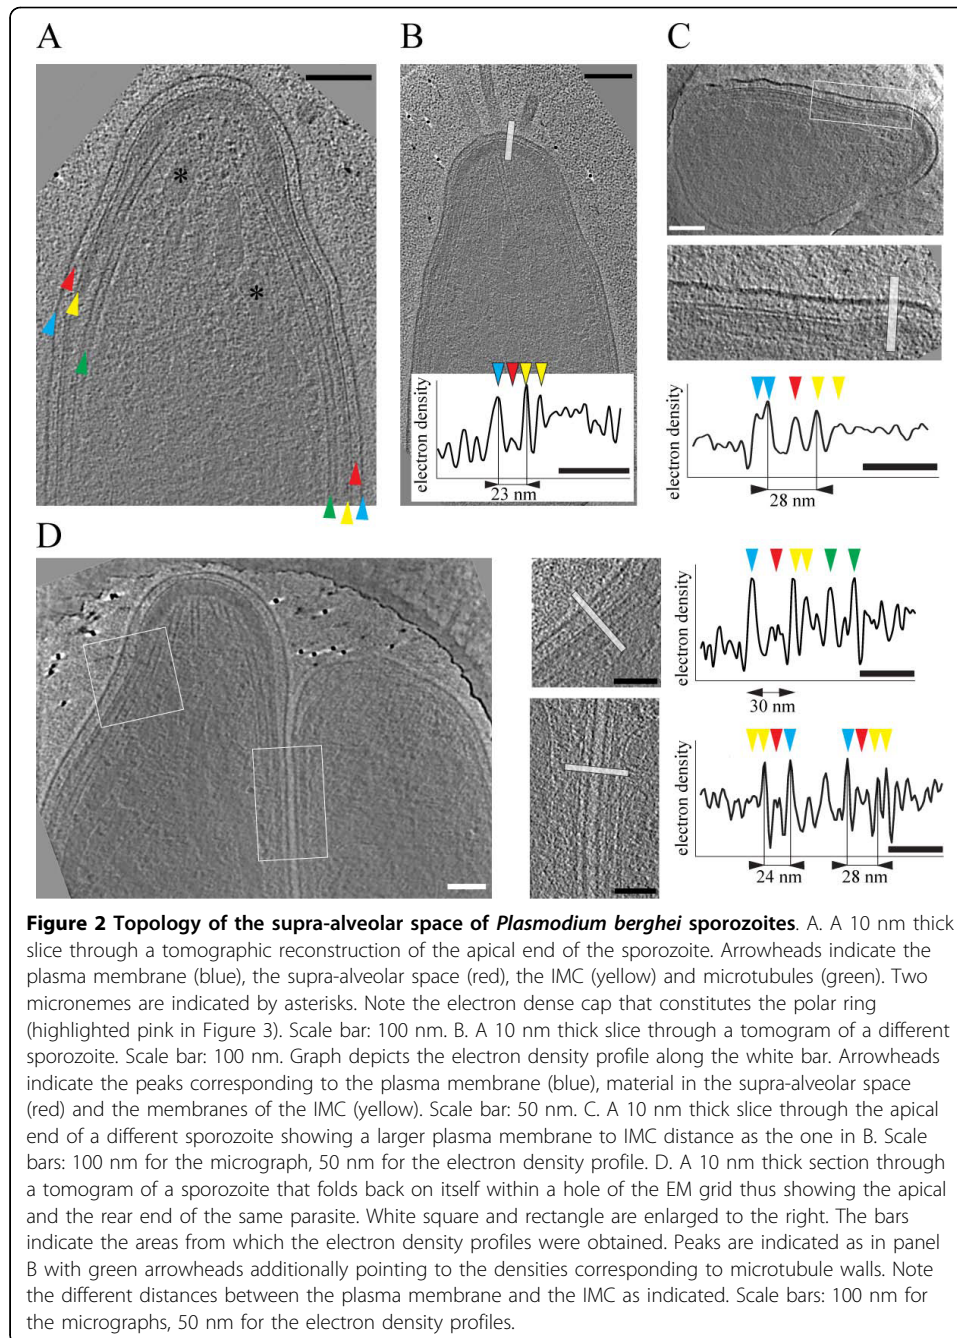 A
B
C
*
*
electron density
23 nm
electron density
28 nm
D
electron density
30 nm
electron density
24 nm
28 nm
Figure 2 Topology of the supra-alveolar space of Plasmodium berghei sporozoites. A. A 10 nm thick
slice through a tomographic reconstruction of the apical end of the sporozoite. Arrowheads indicate the
plasma membrane (blue), the supra-alveolar space (red), the IMC (yellow) and microtubules (green). Two
micronemes are indicated by asterisks. Note the electron dense cap that constitutes the polar ring
(highlighted pink in Figure 3). Scale bar: 100 nm. B. A 10 nm thick slice through a tomogram of a different
sporozoite. Scale bar: 100 nm. Graph depicts the electron density profile along the white bar. Arrowheads
indicate the peaks corresponding to the plasma membrane (blue), material in the supra-alveolar space
(red) and the membranes of the IMC (yellow). Scale bar: 50 nm. C. A 10 nm thick slice through the apical
end of a different sporozoite showing a larger plasma membrane to IMC distance as the one in B. Scale
bars: 100 nm for the micrograph, 50 nm for the electron density profile. D. A 10 nm thick section through
a tomogram of a sporozoite that folds back on itself within a hole of the EM grid thus showing the apical
and the rear end of the same parasite. White square and rectangle are enlarged to the right. The bars
indicate the areas from which the electron density profiles were obtained. Peaks are indicated as in panel
B with green arrowheads additionally pointing to the densities corresponding to microtubule walls. Note
the different distances between the plasma membrane and the IMC as indicated. Scale bars: 100 nm for
the micrographs, 50 nm for the electron density profiles.